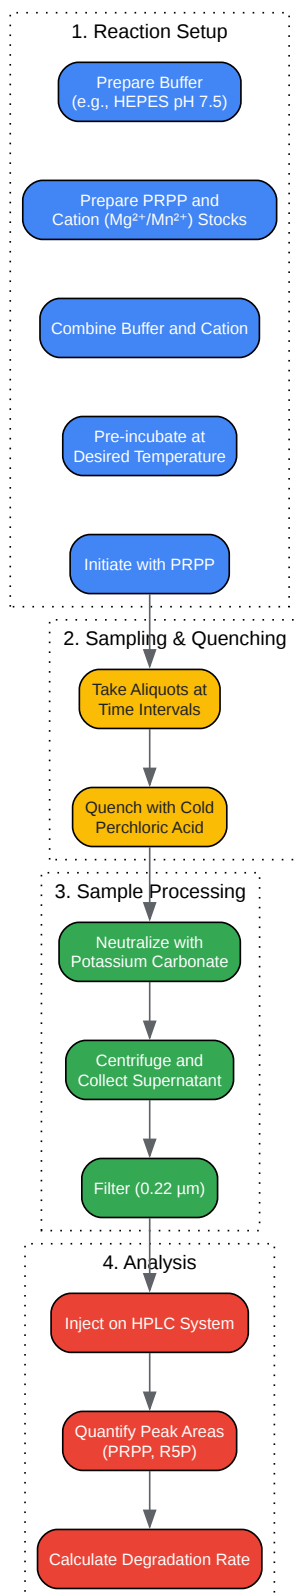 1. Reaction Setup
Prepare Buffer
(e.g., HEPES pH 7.5)
Prepare PRPP and
Cation (Mg²⁺/Mn²⁺) Stocks
Combine Buffer and Cation
Pre-incubate at
Desired Temperature
Initiate with PRPP
2. Sampling & Quenching
Take Aliquots at
Time Intervals
Quench with Cold
Perchloric Acid
3. Sample Processing
Neutralize with
Potassium Carbonate
Centrifuge and
Collect Supernatant
Filter (0.22 µm)
4. Analysis
Inject on HPLC System
Quantify Peak Areas
(PRPP, R5P)
Calculate Degradation Rate